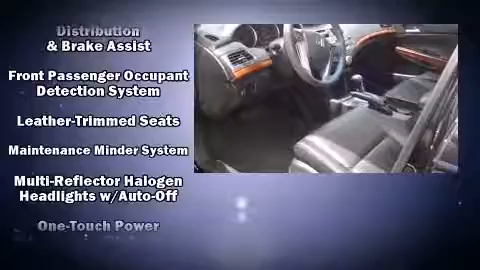 Distribution
& Brake Assist
Front Passenger Occupant
Detection System
Leather-Trimmed Seats
Maintenance Minder System
Multi-Reflector Halogen
Headlights w/Auto-Off
One-Touch Power